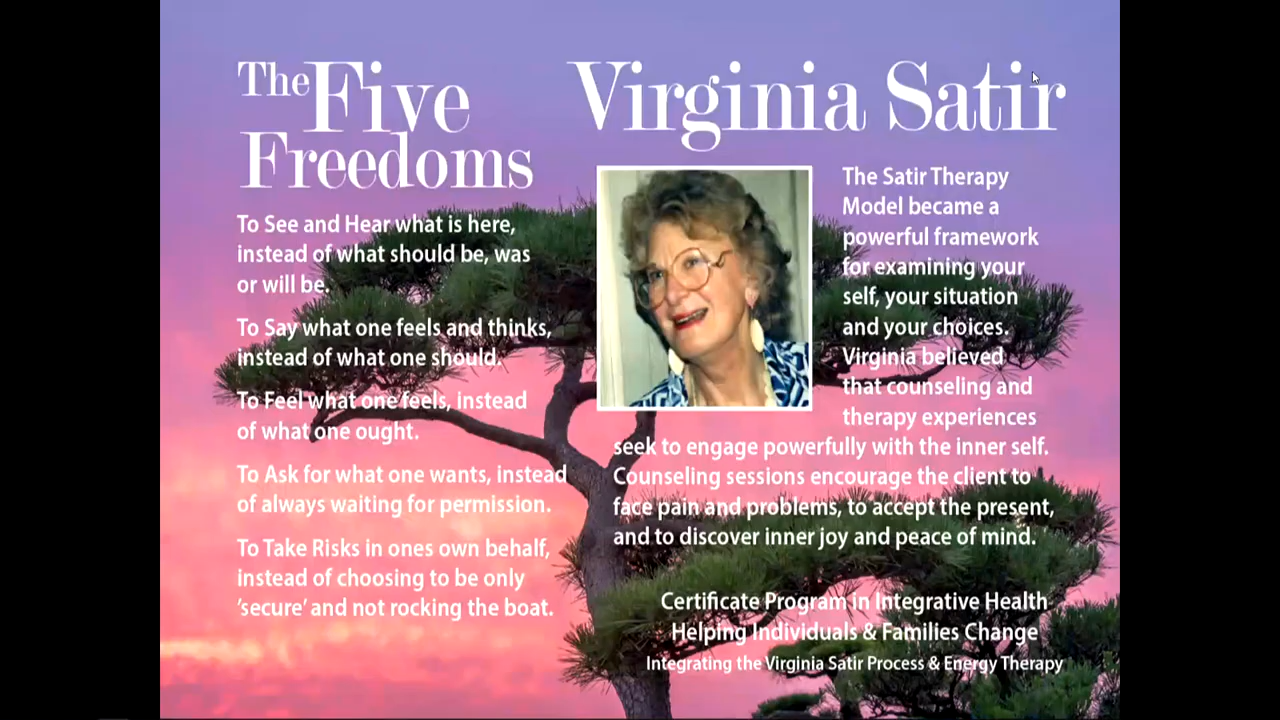 The Five
Freedoms
To See and Hear what is here,
instead of what should be, was
or will be.
To Say what one feels and thinks,
instead of what one should.
To Feel what one feels, instead
of what one ought.
To Ask for what one wants, instead
of always waiting for permission.
To Take Risks in ones own behalf,
instead of choosing to be only
’secure’ and not rocking the boat.
Virginia Satir
The Satir Therapy
Model became a
powerful framework
for examining your
self, your situation
and your choices.
Virginia believed
that counseling and
therapy experiences
seek to engage powerfully with the inner self.
Counseling sessions encourage the client to
face pain and problems, to accept the present,
and to discover inner joy and peace of mind.
Certificate Program in Integrative Health
Helping Individuals & Families Change
Integrating the Virginia Satir Process & Energy Therapy